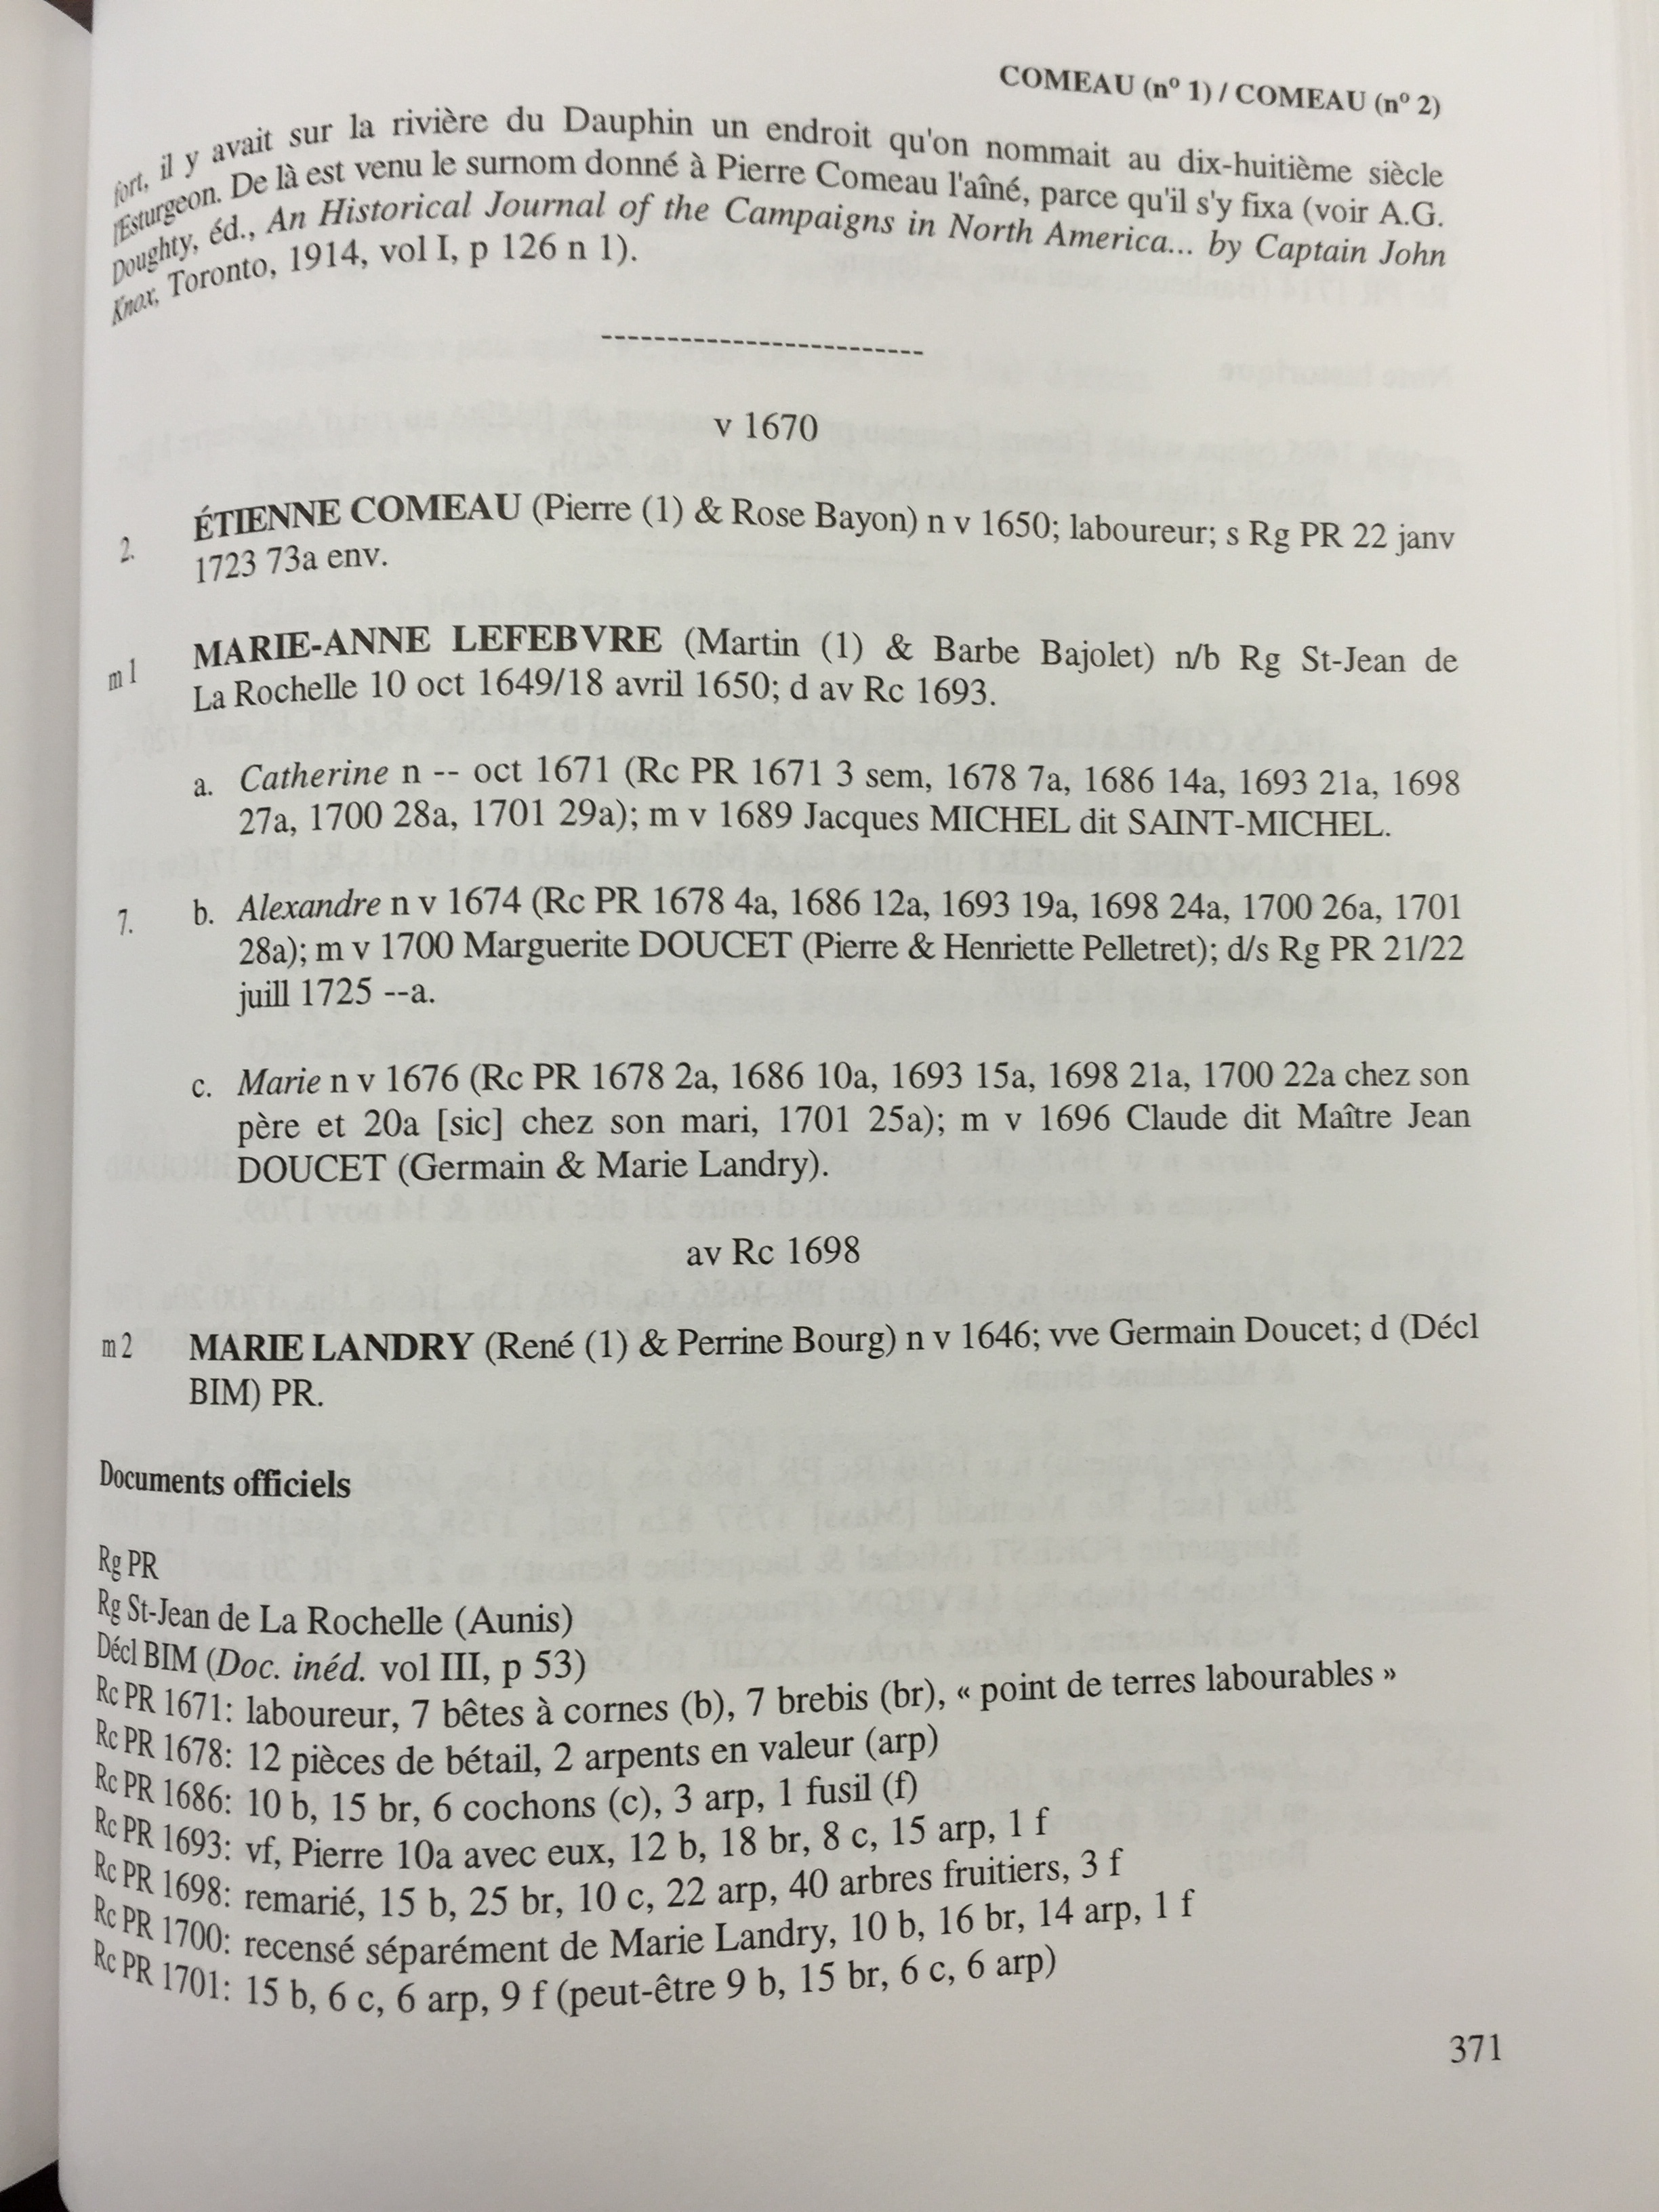 COMEAU (nº 1) / COMEAU (nº 2)
fort, il y avait sur la rivière du Dauphin un endroit qu'on nommait au dix-huitième siècle
l'Esturgeon. De là est venu le surnom donné à Pierre Comeau l'aîné, parce qu'il s'y fixa (voir A.G.
Doughty, éd., An Historical Journal of the Campaigns in North America... by Captain John
Knox, Toronto, 1914, vol I, p 126 n 1).
-------------------------
v 1670
2. ÉTIENNE COMEAU (Pierre (1) & Rose Bayon) n v 1650; laboureur; s Rg PR 22 janv
1723 73a env.
m 1 MARIE-ANNE LEFEBVRE (Martin (1) & Barbe Bajolet) n/b Rg St-Jean de
La Rochelle 10 oct 1649/18 avril 1650; d av Rc 1693.
a. Catherine n -- oct 1671 (Rc PR 1671 3 sem, 1678 7a, 1686 14a, 1693 21a, 1698
27a, 1700 28a, 1701 29a); m v 1689 Jacques MICHEL dit SAINT-MICHEL.
7. b. Alexandre n v 1674 (Rc PR 1678 4a, 1686 12a, 1693 19a, 1698 24a, 1700 26a, 1701
28a); m v 1700 Marguerite DOUCET (Pierre & Henriette Pelletret); d/s Rg PR 21/22
juill 1725 --a.
c. Marie n v 1676 (Rc PR 1678 2a, 1686 10a, 1693 15a, 1698 21a, 1700 22a chez son
père et 20a [sic] chez son mari, 1701 25a); m v 1696 Claude dit Maître Jean
DOUCET (Germain & Marie Landry).
av Rc 1698
m 2 MARIE LANDRY (René (1) & Perrine Bourg) n v 1646; vve Germain Doucet; d (Décl
BIM) PR.
Documents officiels
Rg PR
Rg St-Jean de La Rochelle (Aunis)
Décl BIM (Doc. inéd. vol III, p 53)
Rc PR 1671: laboureur, 7 bêtes à cornes (b), 7 brebis (br), « point de terres labourables »
Rc PR 1678: 12 pièces de bétail, 2 arpents en valeur (arp)
Rc PR 1686: 10 b, 15 br, 6 cochons (c), 3 arp, 1 fusil (f)
Rc PR 1693: vf, Pierre 10a avec eux, 12 b, 18 br, 8 c, 15 arp, 1 f
Rc PR 1698: remarié, 15 b, 25 br, 10 c, 22 arp, 40 arbres fruitiers, 3 f
Rc PR 1700: recensé séparément de Marie Landry, 10 b, 16 br, 14 arp, 1 f
Rc PR 1701: 15 b, 6 c, 6 arp, 9 f (peut-être 9 b, 15 br, 6 c, 6 arp)
371